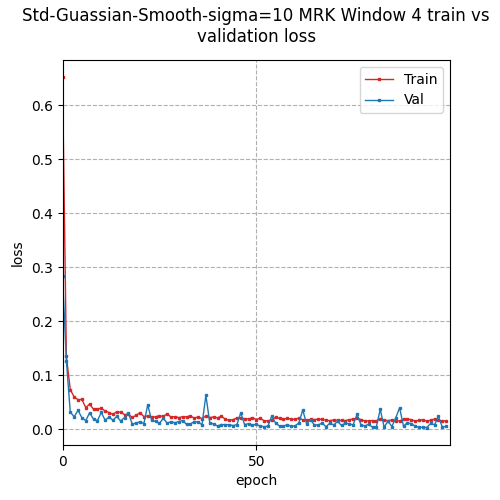 Std-Guassian-Smooth-sigma=10 MRK Window 4 train vs
validation loss
Train
Val
loss
0.6
0.5
0.4
0.3
0.2
0.1
0.0
0
50
epoch